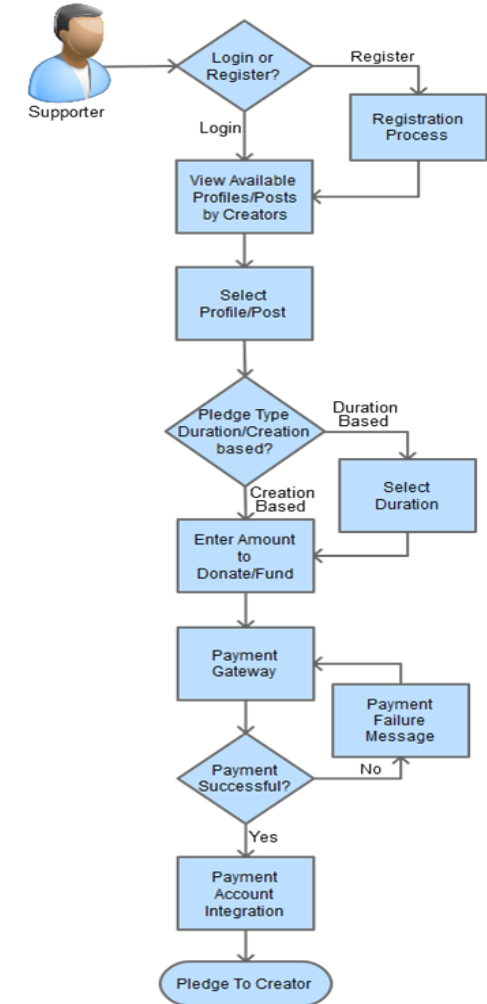 Supporter
Login or
Register?
Register
Registration
Process
Login
View Available
Profiles/Posts
by Creators
Select
Profile/Post
Pledge Type
Duration/Creation
based?
Duration
Based
Select
Duration
Creation
Based
Enter Amount
to
Donate/Fund
Payment
Gateway
Payment
Failure
Message
Payment
Successful?
No
Yes
Payment
Account
Integration
Pledge To Creator